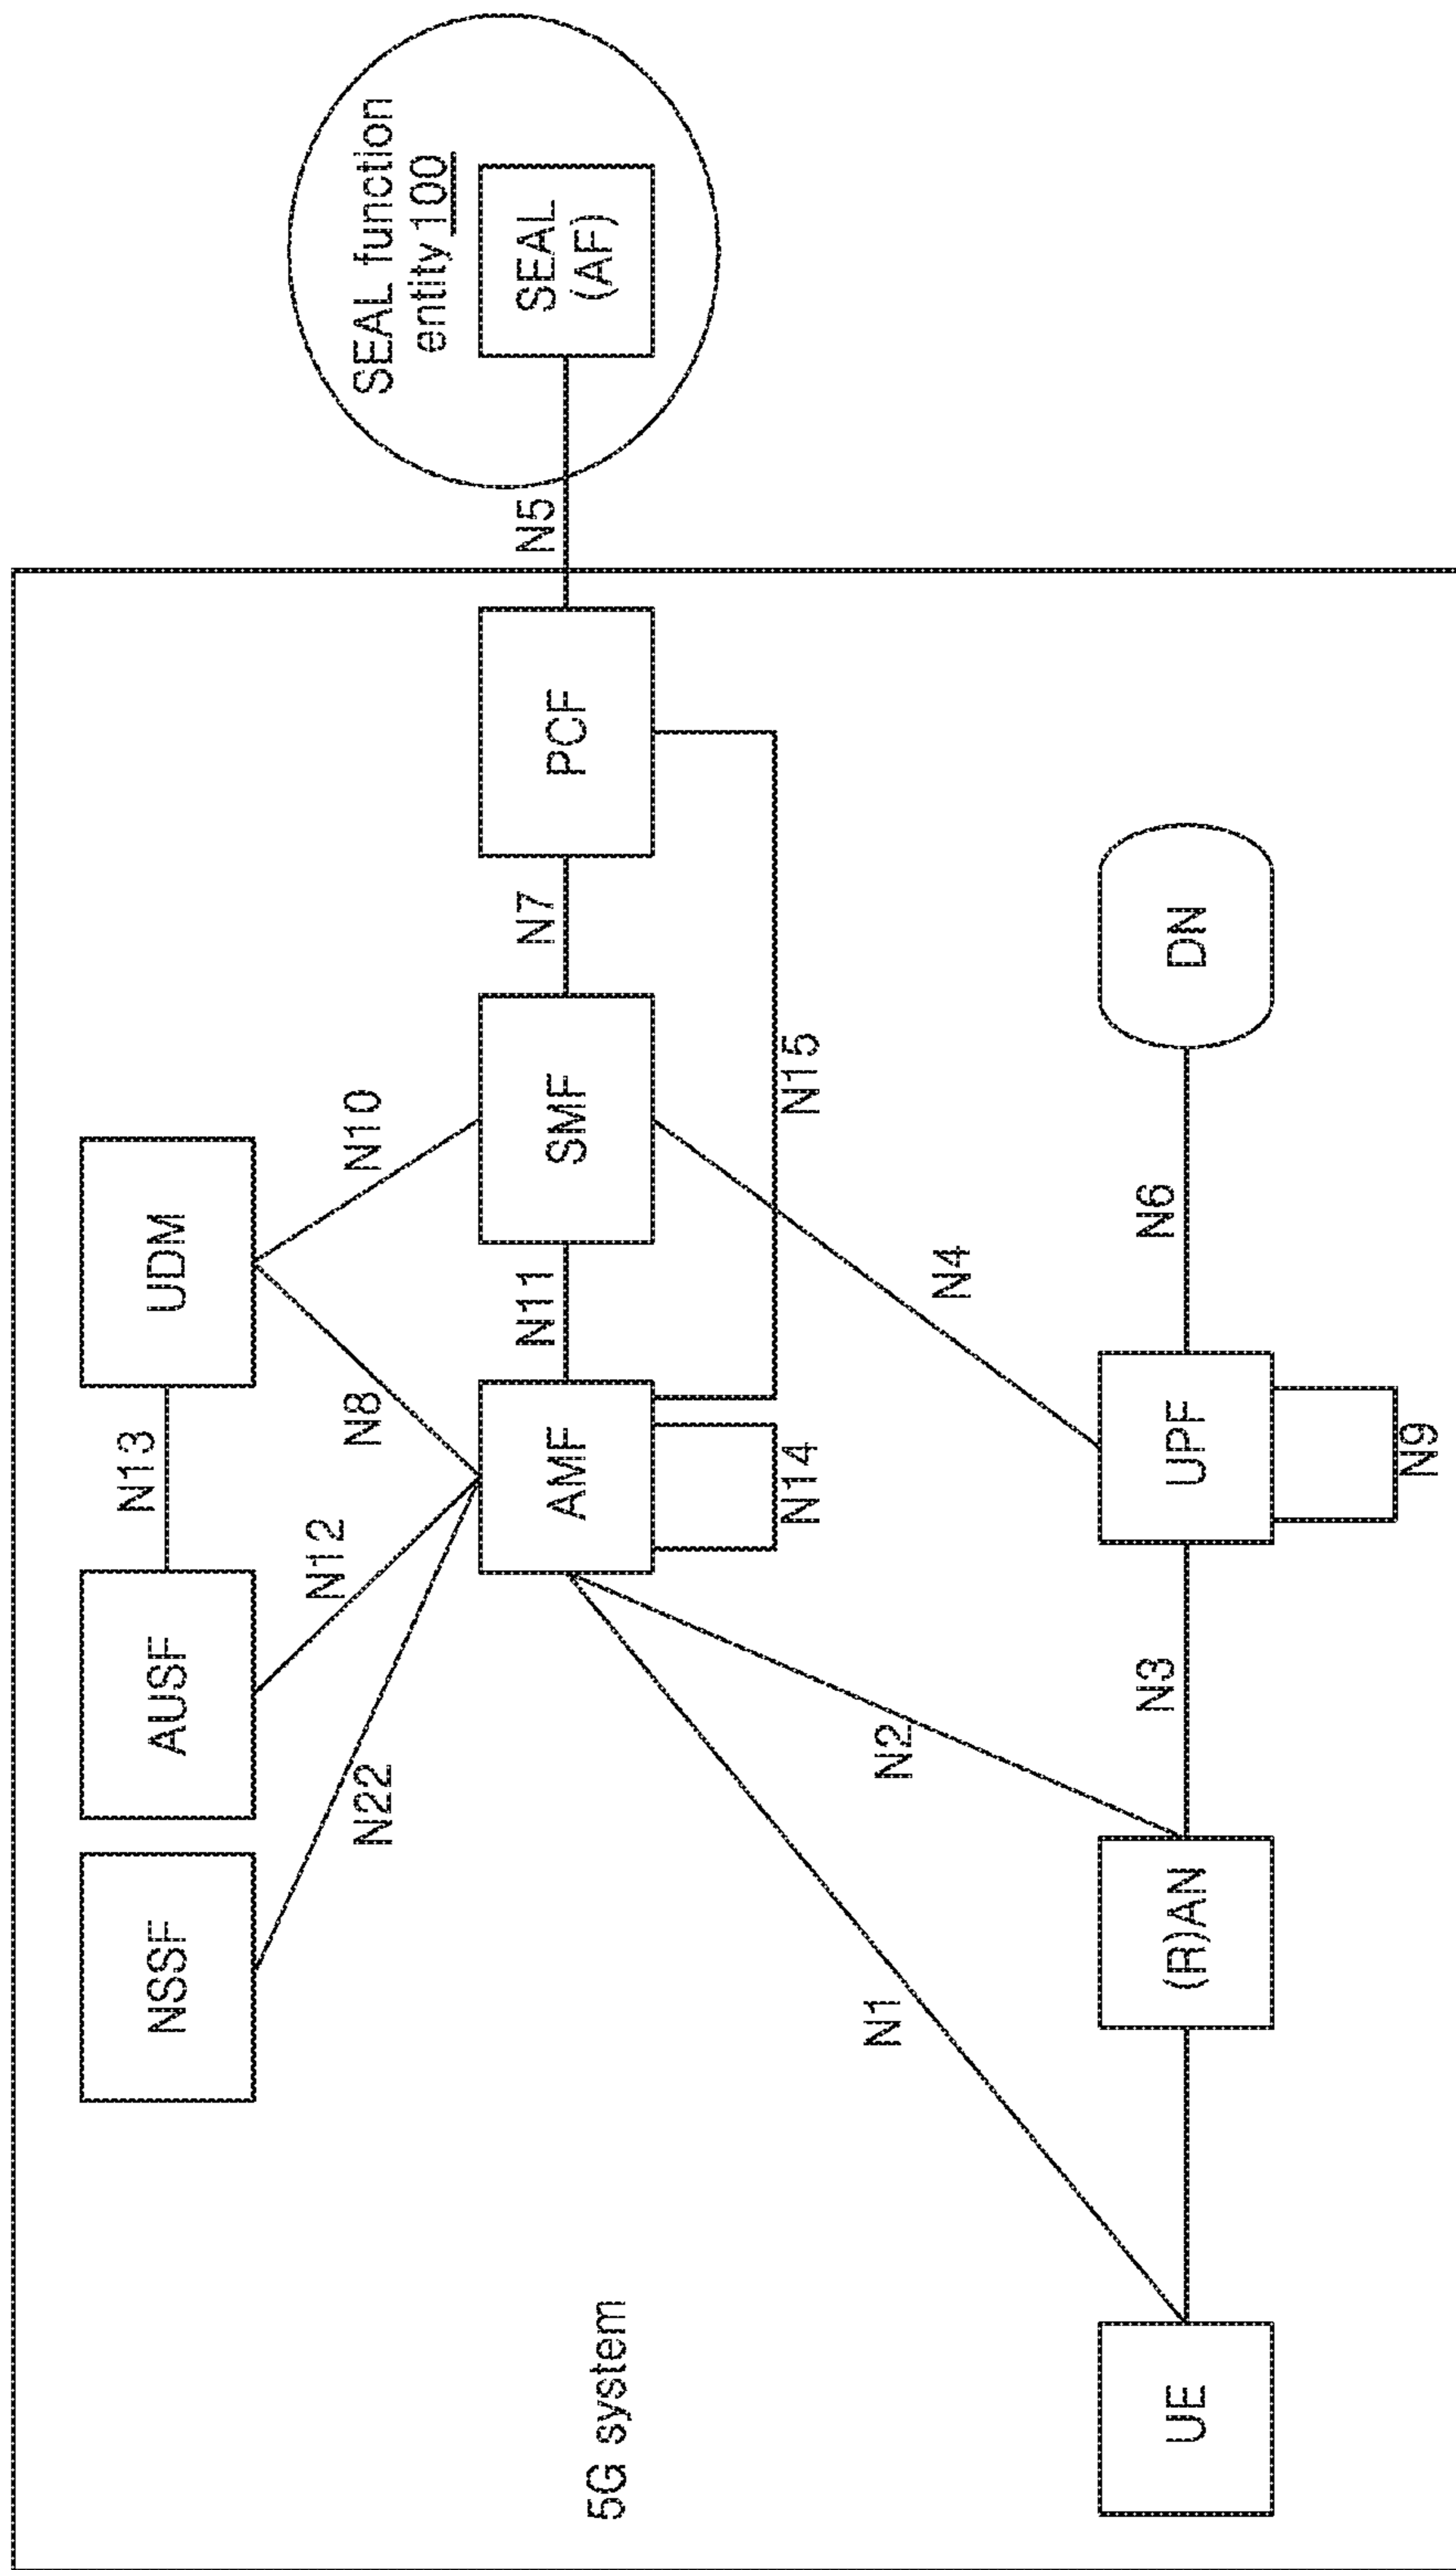 NSSF
AUSF
N13
UDM
SEAL function
entity 100
N22
N12
N8
N10
AMF
N11
SMF
N7
PCF
N5
SEAL
(AF)
5G system
N14
N15
N1
N2
N4
UE
(R)AN
N3
UPF
N6
DN
N9